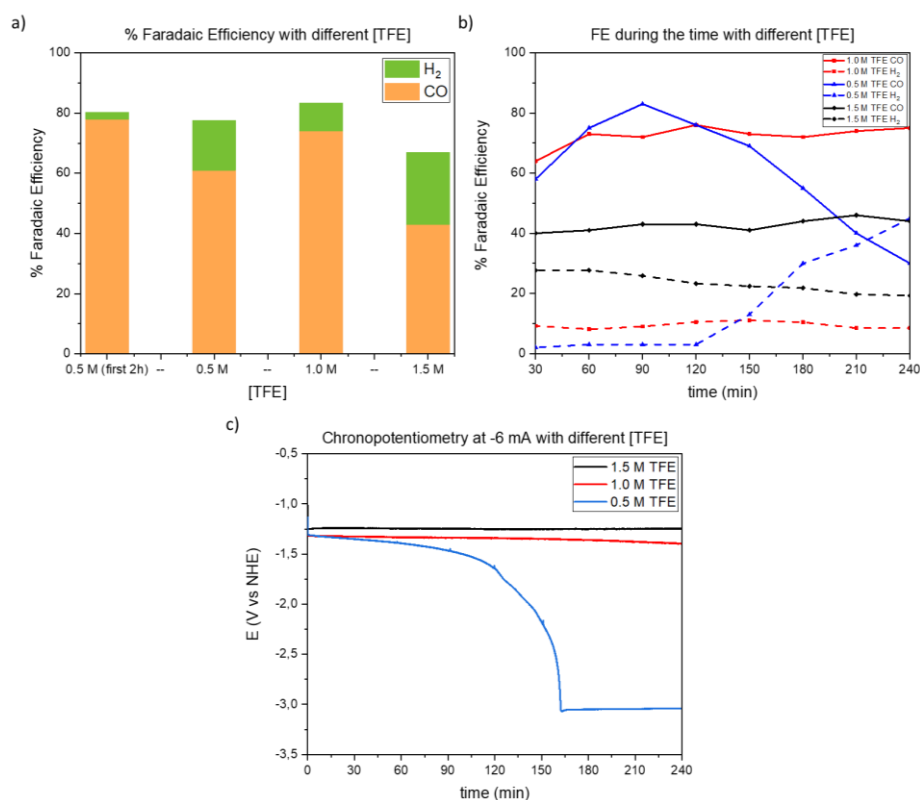 a)
% Faradaic Efficiency with different [TFE]
H2
CO
100
80
60
40
20
0
% Faradaic Efficiency
0.5 M (first 2h) -- 0.5 M -- 1.0 M -- 1.5 M
[TFE]
b)
FE during the time with different [TFE]
1.0 M TFE CO
1.0 M TFE H2
0.5 M TFE CO
0.5 M TFE H2
1.5 M TFE CO
1.5 M TFE H2
100
80
60
40
20
0
% Faradaic Efficiency
30 60 90 120 150 180 210 240
time (min)
c)
Chronopotentiometry at -6 mA with different [TFE]
1.5 M TFE
1.0 M TFE
0.5 M TFE
-0,5
-1,0
-1,5
-2,0
-2,5
-3,0
-3,5
E (V vs NHE)
0 30 60 90 120 150 180 210 240
time (min)